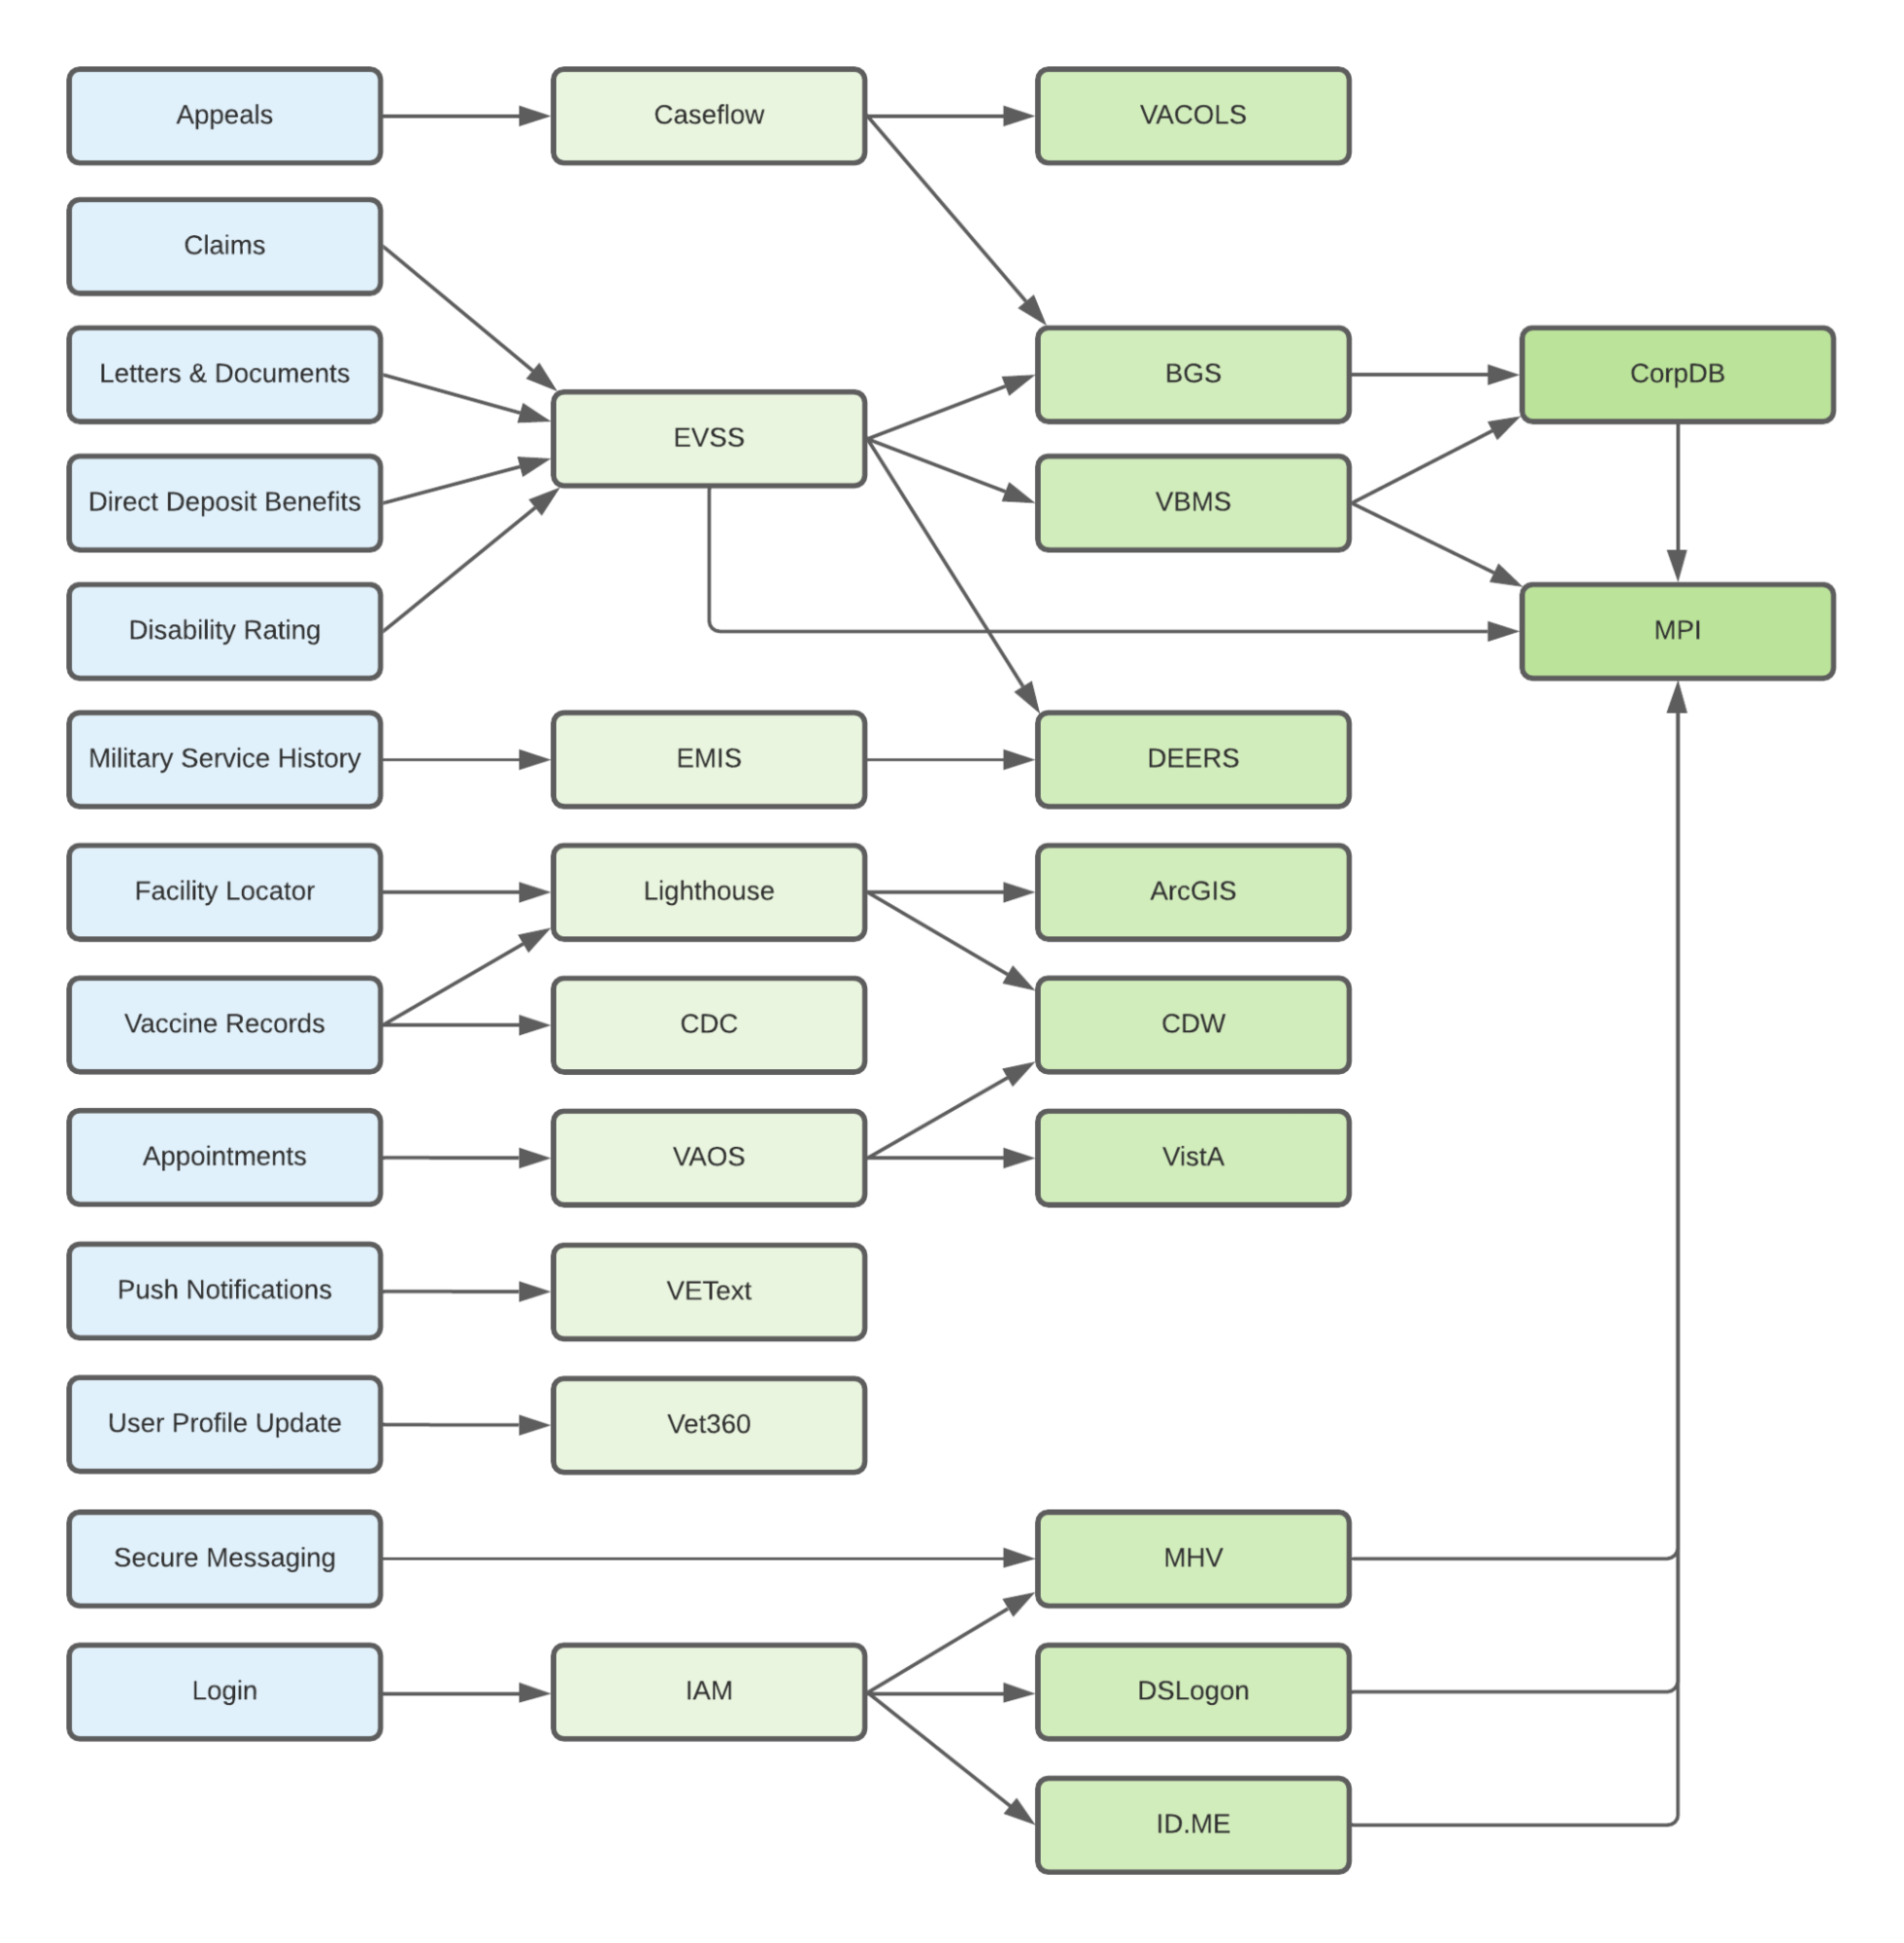 Appeals
Caseflow
VACOLS
Claims
Letters & Documents
EVSS
BGS
CorpDB
Direct Deposit Benefits
VBMS
Disability Rating
MPI
Military Service History
EMIS
DEERS
Facility Locator
Lighthouse
ArcGIS
Vaccine Records
CDC
CDW
Appointments
VAOS
VistA
Push Notifications
VEText
User Profile Update
Vet360
Secure Messaging
MHV
Login
IAM
DSLogon
ID.ME